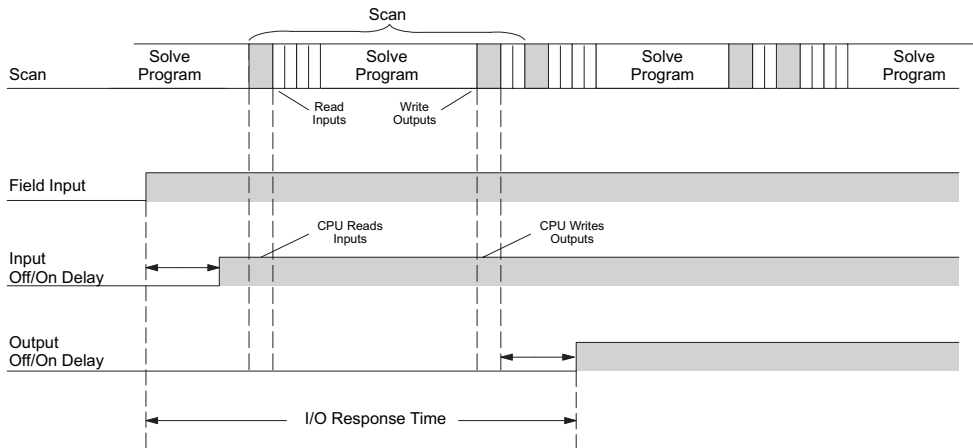 Scan
Solve
Program
Solve
Program
Solve
Program
Solve
Program
Scan
Read
Inputs
Write
Outputs
Field Input
CPU Reads
Inputs
CPU Writes
Outputs
Input
Off/On Delay
Output
Off/On Delay
I/O Response Time